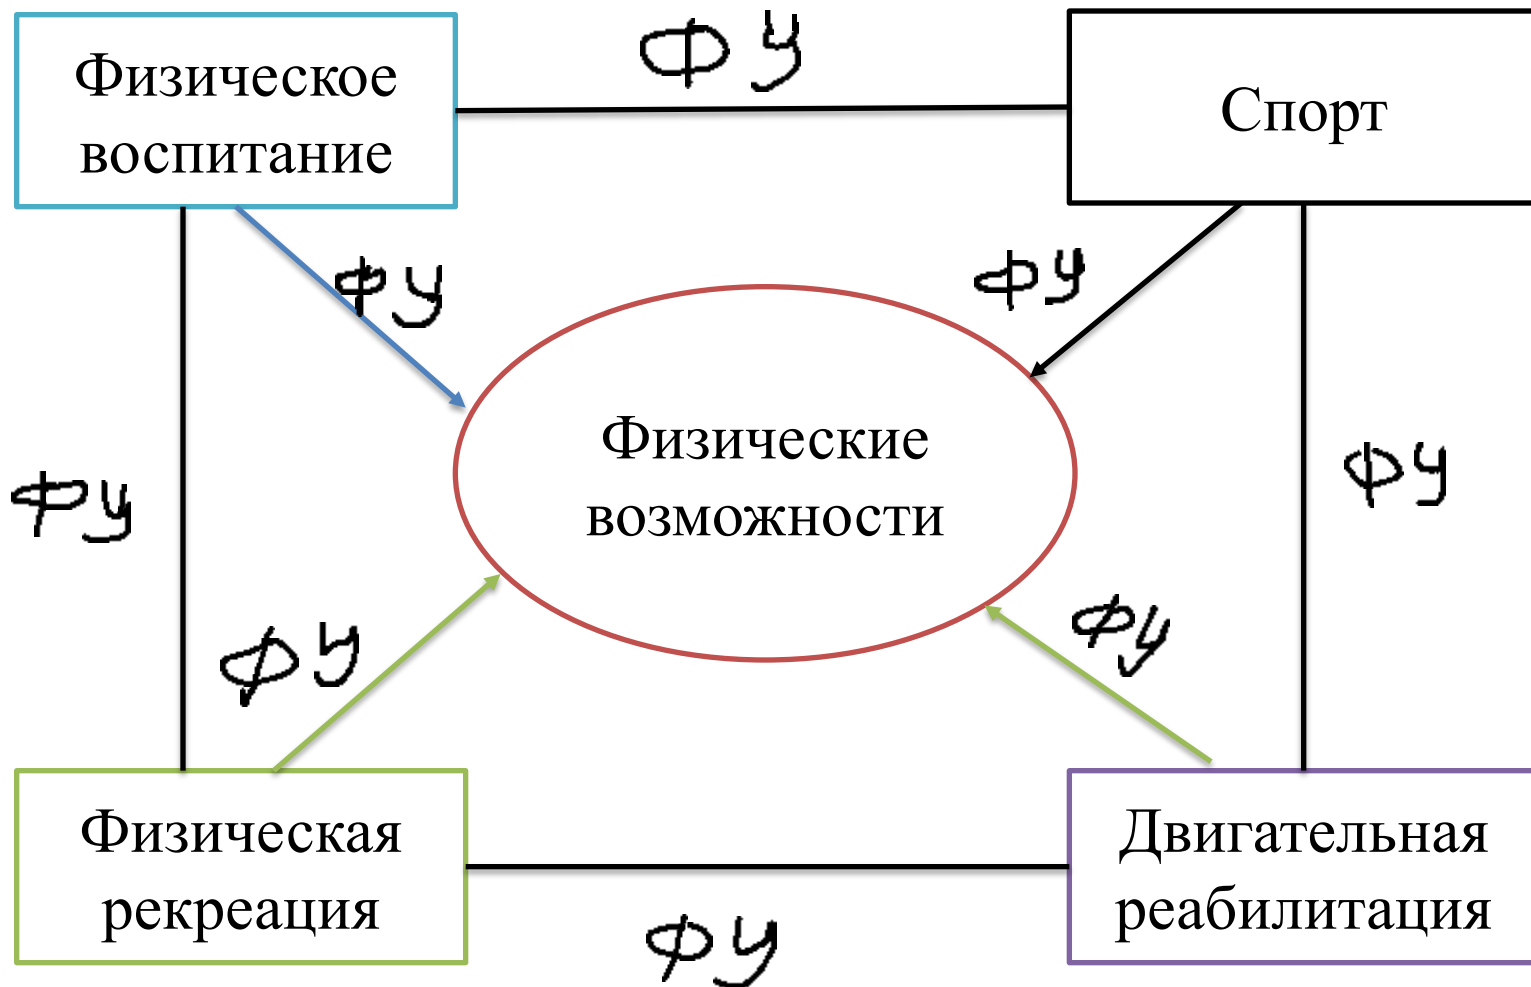 Физическое
воспитание
ФУ
Спорт
ФУ
ФУ
Физические
возможности
ФУ
ФУ
ФУ
ФУ
Физическая
рекреация
ФУ
Двигательная
реабилитация